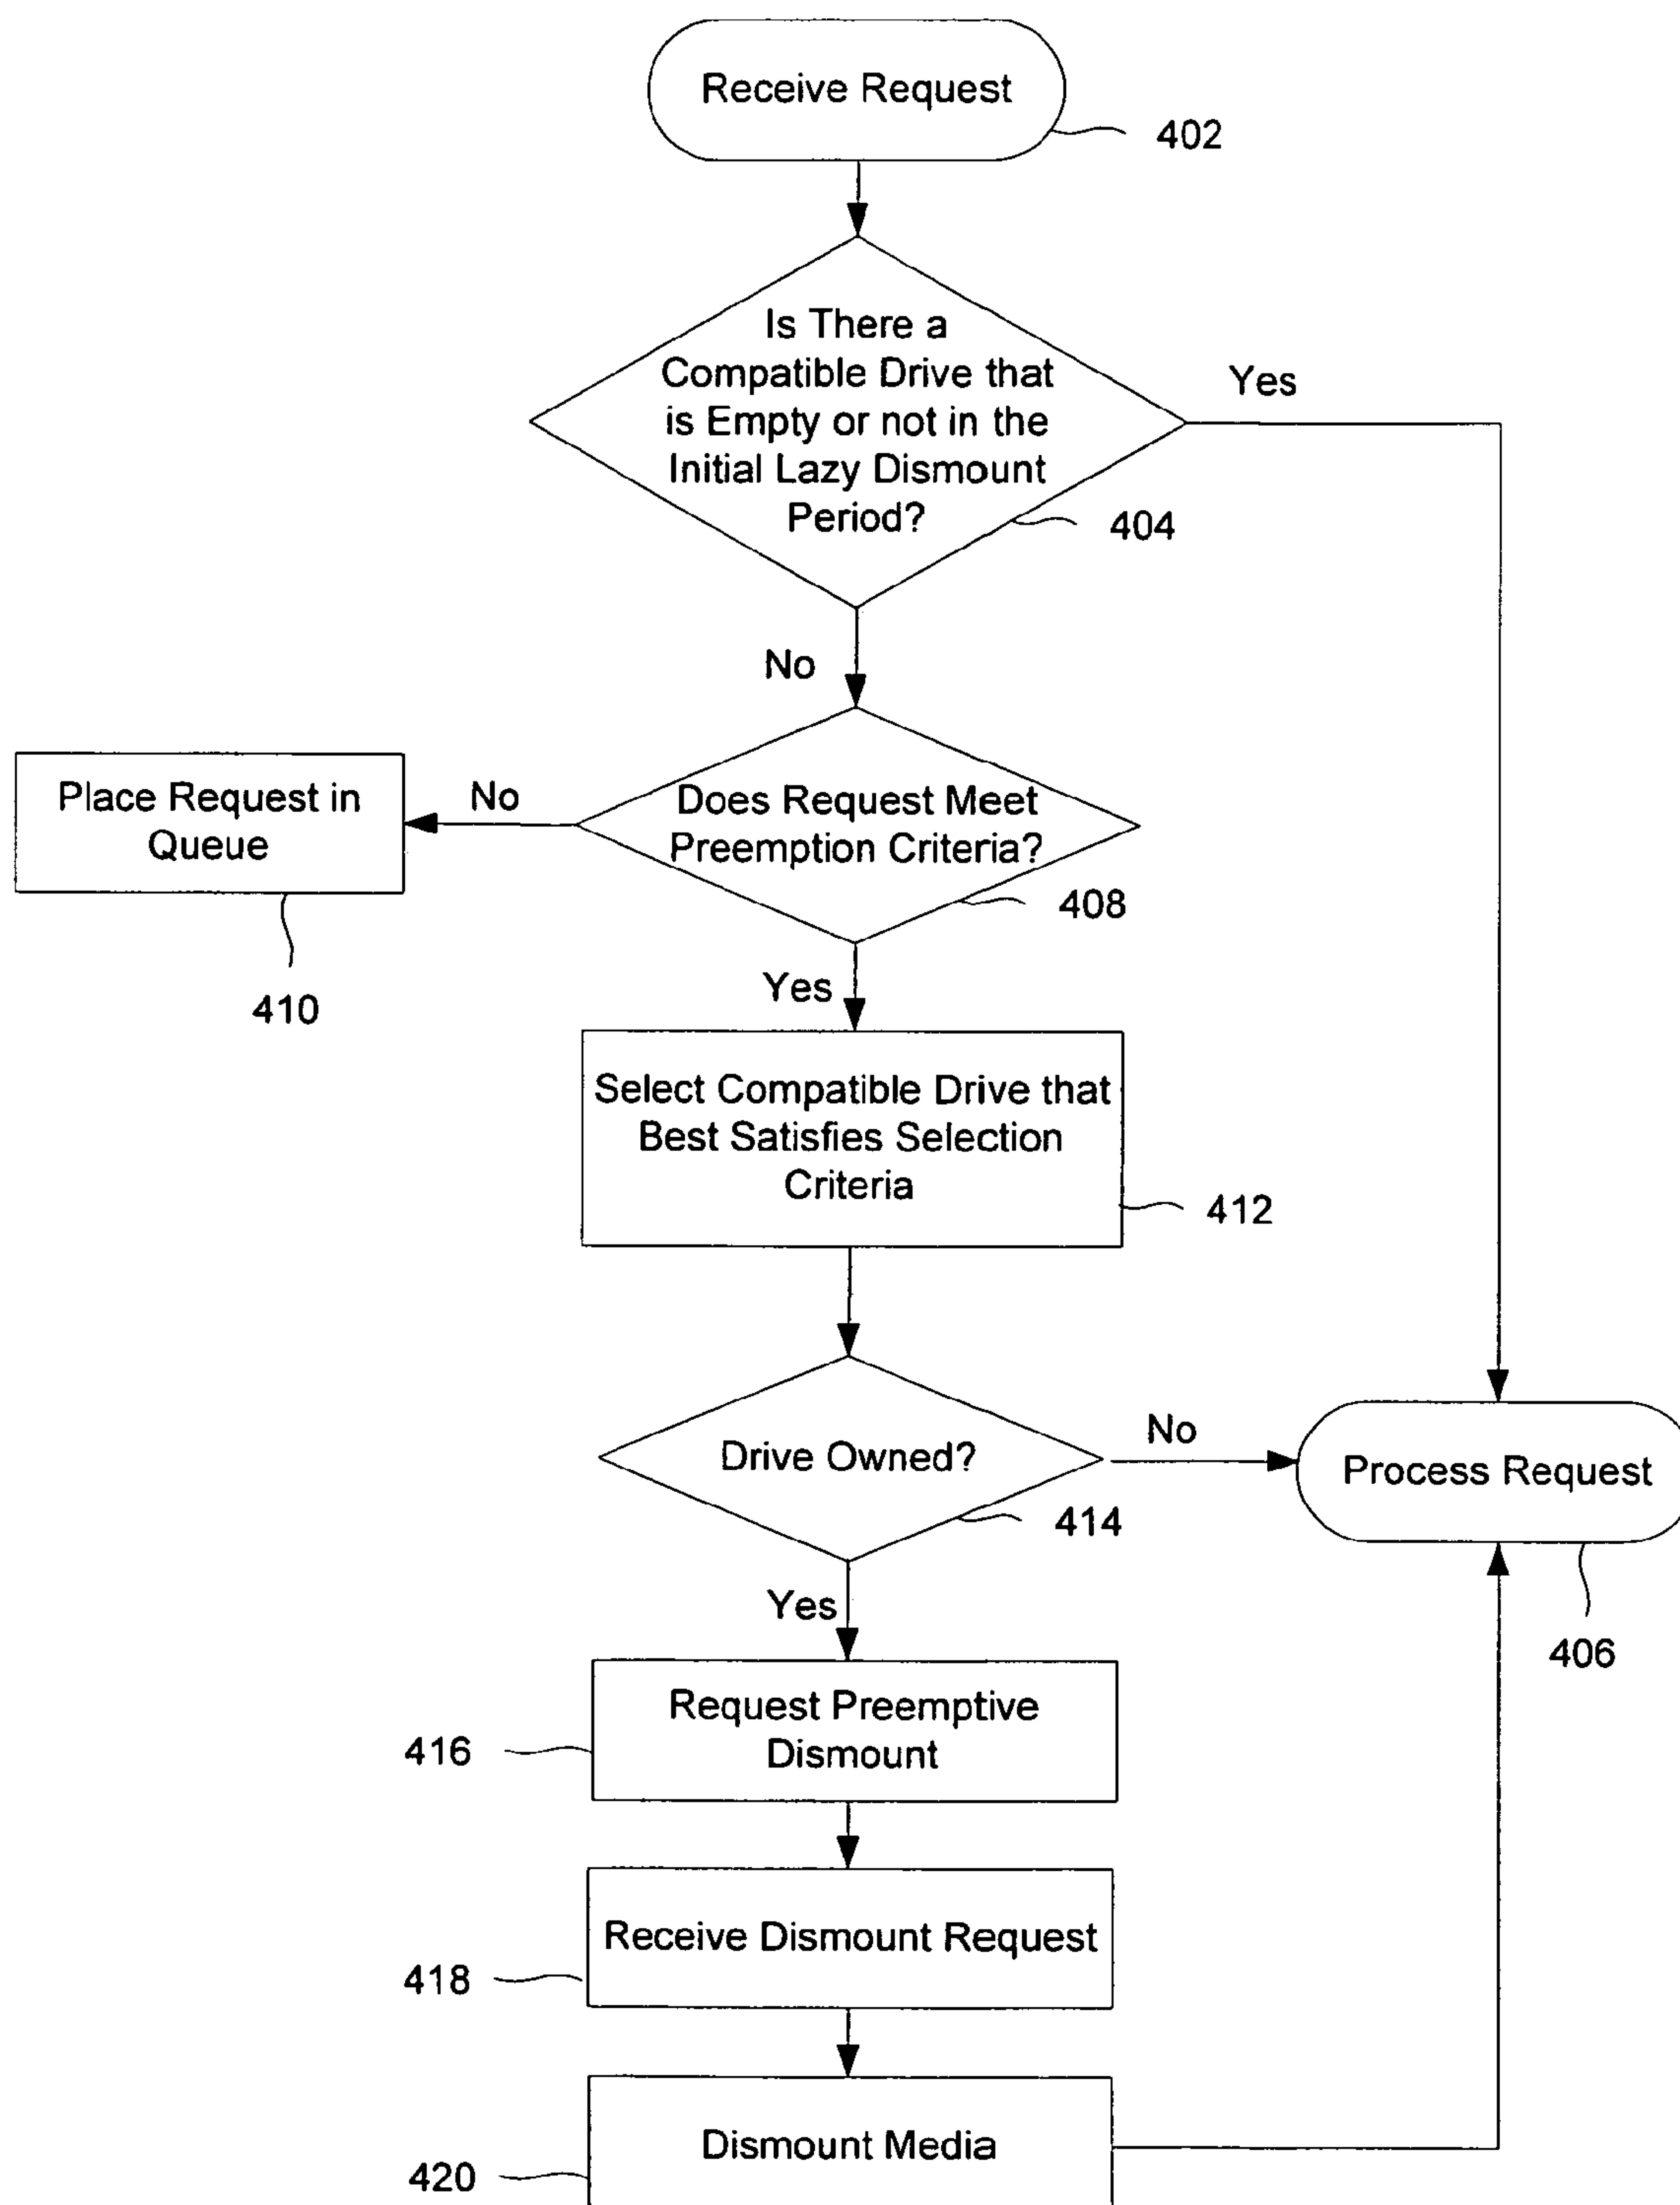 Receive Request
402
Is There a
Compatible Drive that
is Empty or not in the
Initial Lazy Dismount
Period?
Yes
404
No
Does Request Meet
Preemption Criteria?
No
Place Request in
Queue
408
410
Yes
Select Compatible Drive that
Best Satisfies Selection
Criteria
412
Drive Owned?
No
Process Request
414
406
Yes
Request Preemptive
Dismount
416
Receive Dismount Request
418
Dismount Media
420